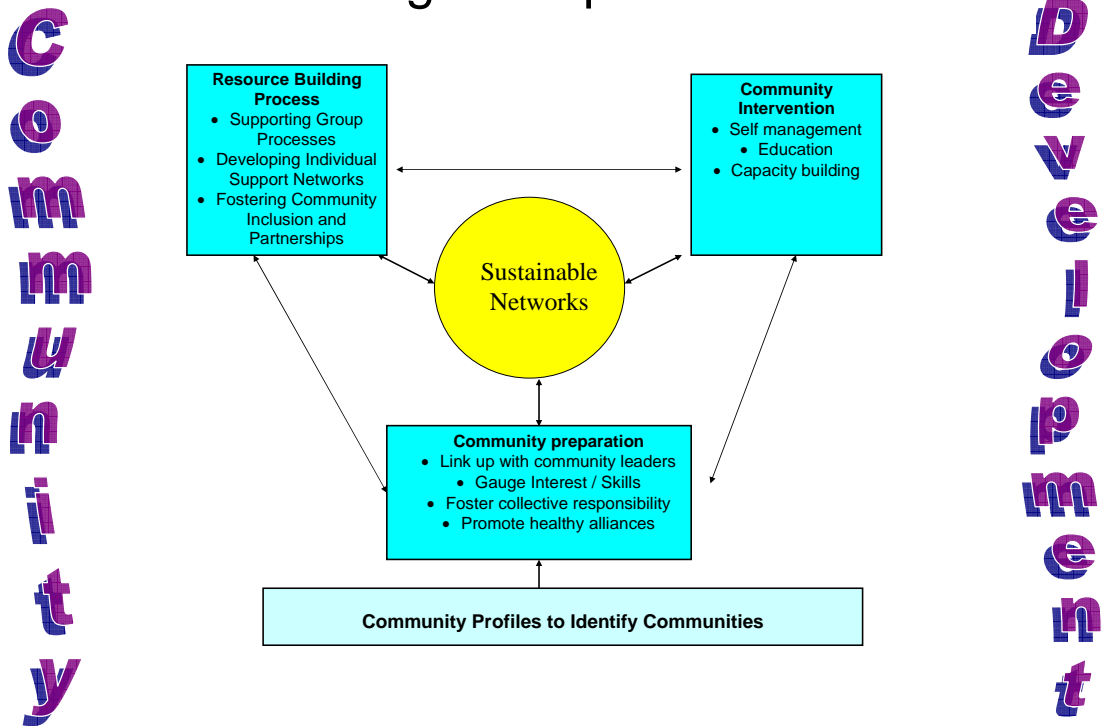 Community
Development
Resource Building
Process
• Supporting Group
Processes
• Developing Individual
Support Networks
• Fostering Community
Inclusion and
Partnerships
Community
Intervention
• Self management
• Education
• Capacity building
Sustainable
Networks
Community preparation
• Link up with community leaders
• Gauge Interest / Skills
• Foster collective responsibility
• Promote healthy alliances
Community Profiles to Identify Communities